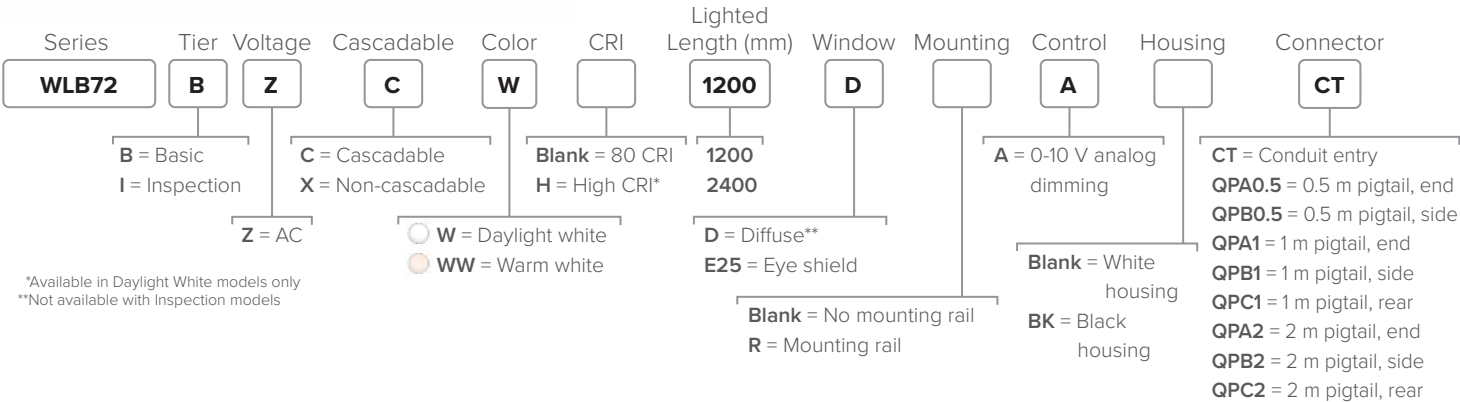 Series Tier Voltage Cascadable Color CRI Lighted Length (mm) Window Mounting Control Housing Connector
WLB72 B Z C W 1200 D A CT
B = Basic
I = Inspection
Z = AC
C = Cascadable
X = Non-cascadable
W = Daylight white
WW = Warm white
Blank = 80 CRI
H = High CRI*
1200
2400
D = Diffuse**
E25 = Eye shield
Blank = No mounting rail
R = Mounting rail
A = 0-10 V analog
dimming
Blank = White
housing
BK = Black
housing
CT = Conduit entry
QPA0.5 = 0.5 m pigtail, end
QPB0.5 = 0.5 m pigtail, side
QPA1 = 1 m pigtail, end
QPB1 = 1 m pigtail, side
QPC1 = 1 m pigtail, rear
QPA2 = 2 m pigtail, end
QPB2 = 2 m pigtail, side
QPC2 = 2 m pigtail, rear
*Available in Daylight White models only
**Not available with Inspection models